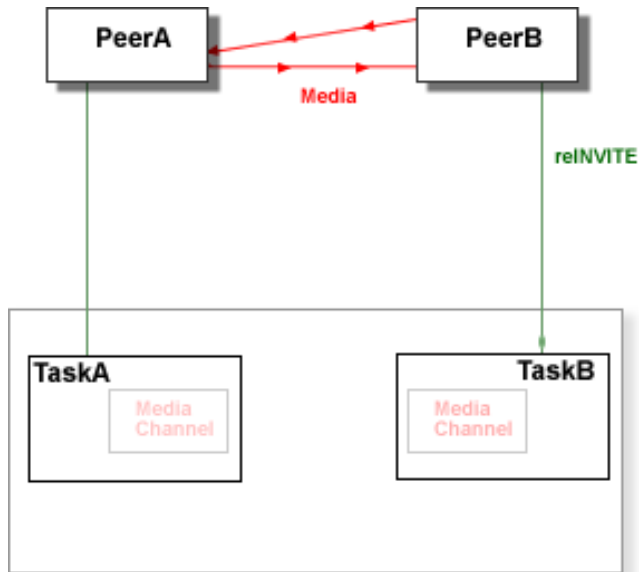 PeerA
PeerB
Media
reINVITE
TaskA
TaskB
Media
Channel
Media
Channel